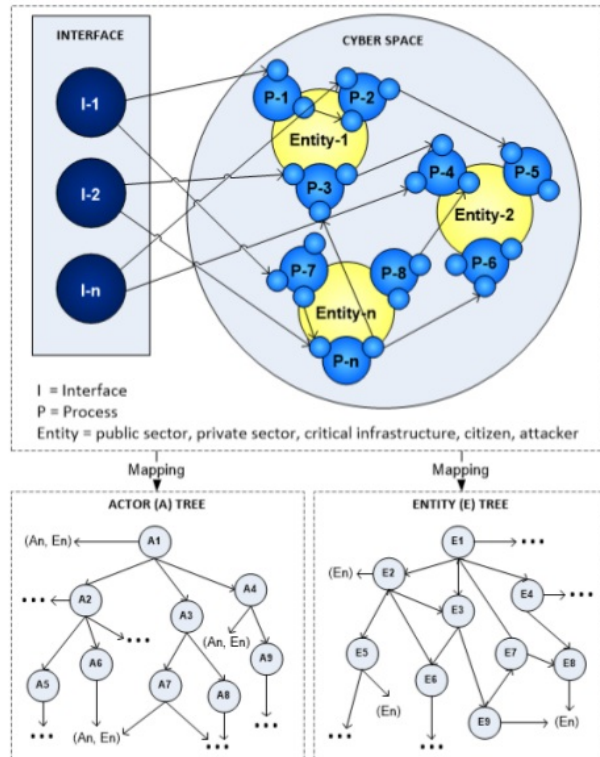 INTERFACE
CYBER SPACE
I-1
I-2
I-n
P-1
P-2
Entity-1
P-3
P-4
P-5
Entity-2
P-6
P-7
P-8
Entity-n
P-n
I = Interface
P = Process
Entity = public sector, private sector, critical infrastructure, citizen, attacker
Mapping
Mapping
ACTOR (A) TREE
(An, En)
A1
A2
A3
A4
(An, En)
A5
A6
A7
A8
A9
(An, En)
ENTITY (E) TREE
E1
(En)
E2
E3
E4
E5
E6
E7
E8
(En)
E9
(En)